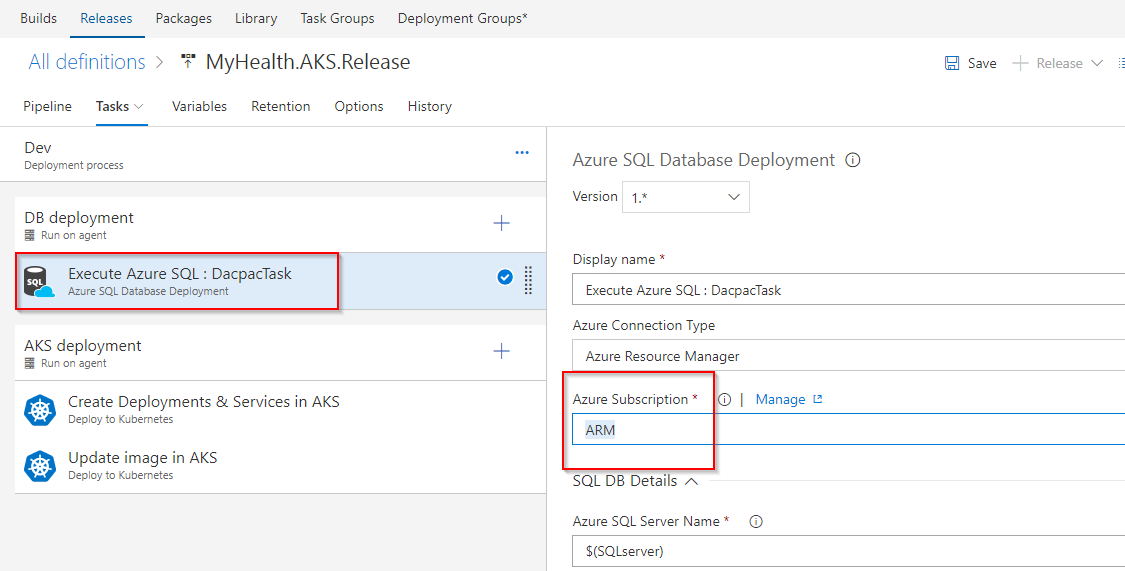 Builds Releases Packages Library Task Groups Deployment Groups*
All definitions > MyHealth.AKS.Release
Save + Release
Pipeline Tasks Variables Retention Options History
Dev
Deployment process
DB deployment
Run on agent
SQL
Execute Azure SQL : DacpacTask
Azure SQL Database Deployment
AKS deployment
Run on agent
Create Deployments & Services in AKS
Deploy to Kubernetes
Update image in AKS
Deploy to Kubernetes
Azure SQL Database Deployment
Version 1.*
Display name *
Execute Azure SQL : DacpacTask
Azure Connection Type
Azure Resource Manager
Azure Subscription * | Manage
ARM
SQL DB Details
Azure SQL Server Name *
$(SQLserver)